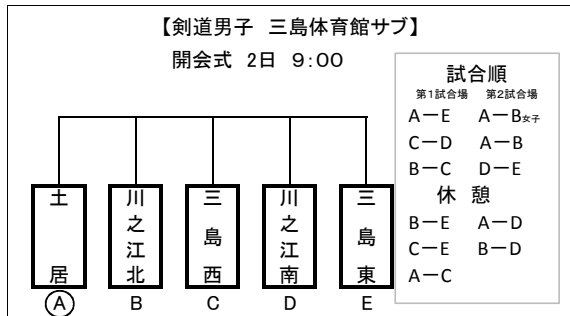 【剣道男子 三島体育館サブ】
開会式 2日 9:00
試合順
第1試合場 第2試合場
A－E A－B女子
C－D A－B
B－C D－E
休憩
B－E A－D
C－E B－D
A－C
土居 川之江北 三島西 川之江南 三島東
A B C D E